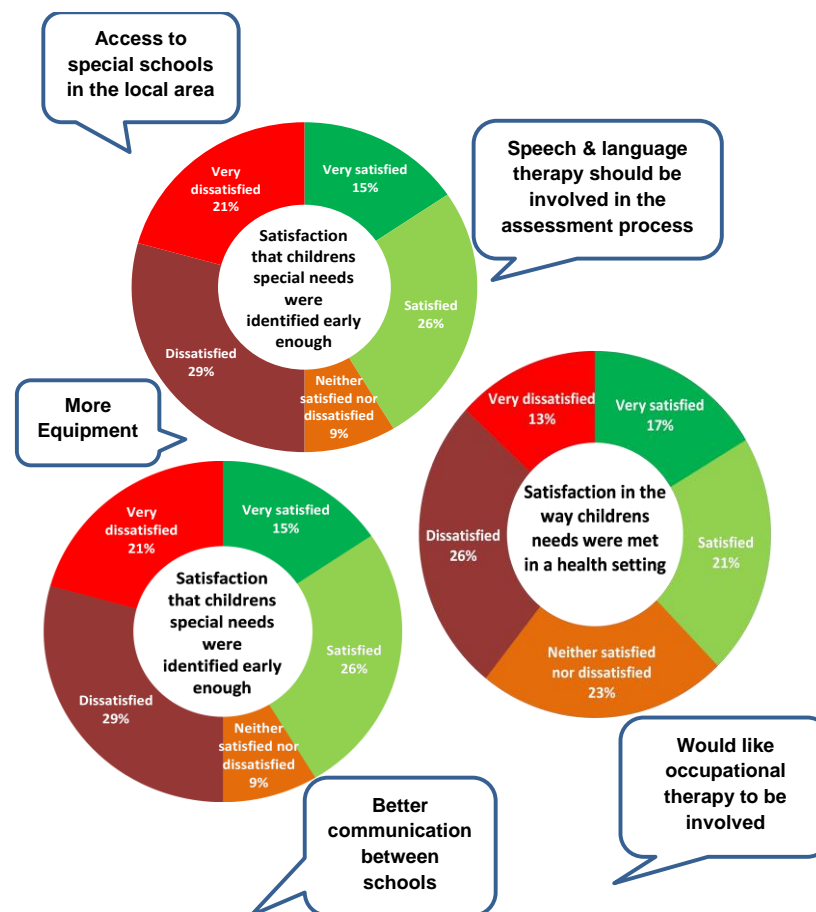 Access to
special schools
in the local area
Speech & language
therapy should be
involved in the
assessment process
Very
dissatisfied
21%
Very satisfied
15%
Satisfaction
that childrens
special needs
were
identified early
enough
Satisfied
26%
Dissatisfied
29%
Neither
satisfied nor
dissatisfied
9%
More
Equipment
Very dissatisfied
13%
Very satisfied
17%
Satisfaction in the
way childrens
needs were met
in a health setting
Dissatisfied
26%
Satisfied
21%
Neither satisfied
nor dissatisfied
23%
Very
dissatisfied
21%
Very satisfied
15%
Satisfaction
that childrens
special needs
were
identified early
enough
Satisfied
26%
Dissatisfied
29%
Neither
satisfied nor
dissatisfied
9%
Better
communication
between
schools
Would like
occupational
therapy to be
involved